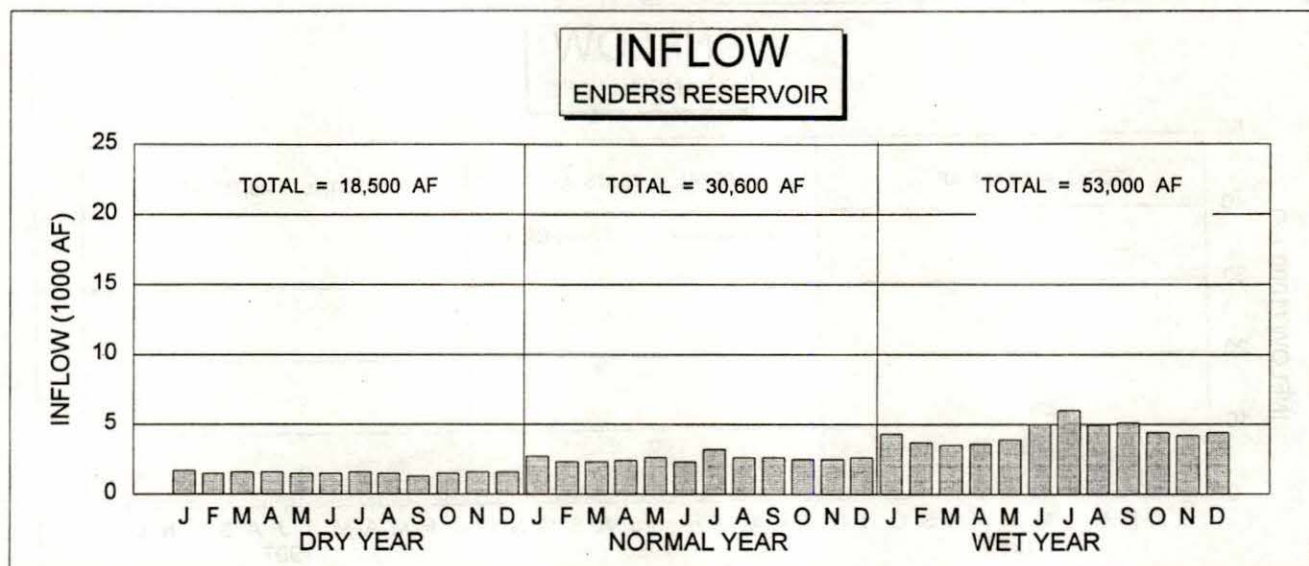 INFLOW
ENDERS RESERVOIR
25
TOTAL = 18,500 AF
TOTAL = 30,600 AF
TOTAL = 53,000 AF
20
15
10
5
0
INFLOW (1000 AF)
J F M A M J J A S O N D J F M A M J J A S O N D J F M A M J J A S O N D
DRY YEAR NORMAL YEAR WET YEAR